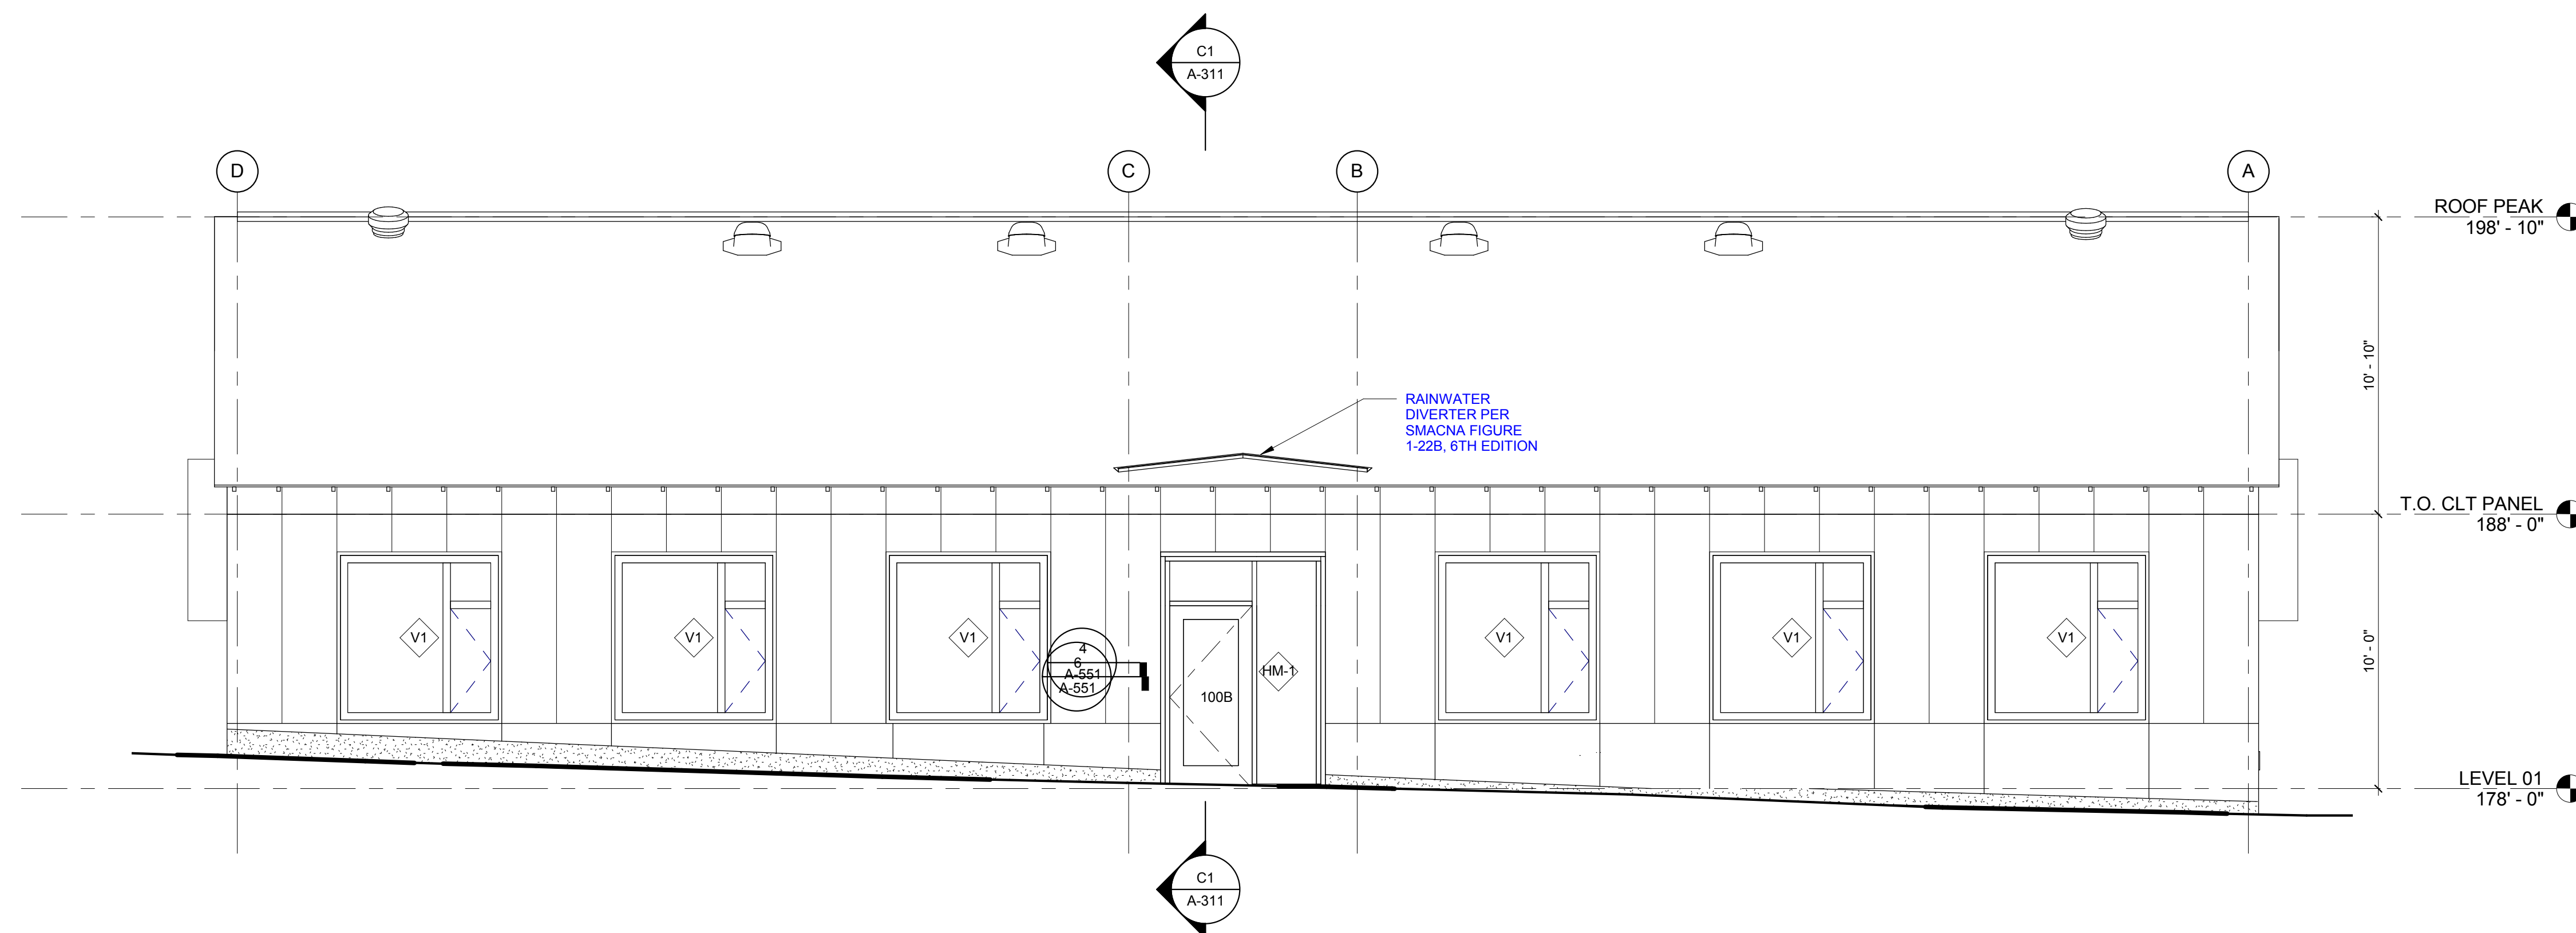 C1
A-311
D
C
B
A
ROOF PEAK
198' - 10"
10' - 10"
RAINWATER
DIVERTER PER
SMACNA FIGURE
1-22B, 6TH EDITION
T.O. CLT PANEL
188' - 0"
V1
V1
V1
V1
V1
V1
4
6
A-551
A-551
HM-1
100B
10' - 0"
LEVEL 01
178' - 0"
C1
A-311